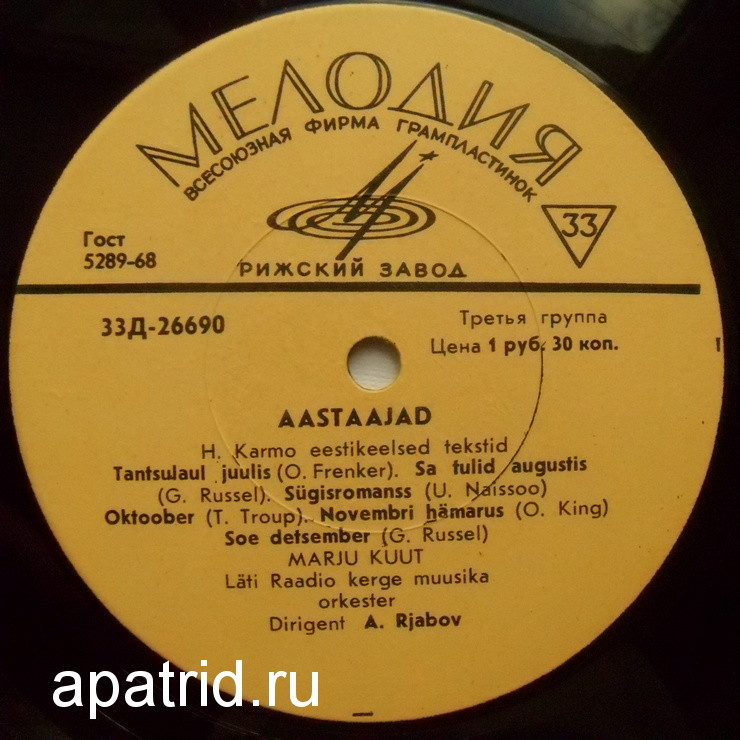 МЕЛОДИЯ
ВСЕСОЮЗНАЯ ФИРМА ГРАМПЛАСТИНОК
33
Гост
5289-68
РИЖСКИЙ ЗАВОД
33Д-26690
Третья группа
Цена 1 руб. 30 коп.
AASTAAJAD
H. Karmo eestikeelsed tekstid
Tantsulaul juulis (O. Frenker). Sa tulid augustis
(G. Russel). Sügisromanss (U. Naissoo)
Oktoober (T. Troup). Novembri hämarus (O. King)
Soe detsember (G. Russel)
MARJU KUUT
Läti Raadio kerge muusika
orkester
Dirigent A. Rjabov
apatrid.ru